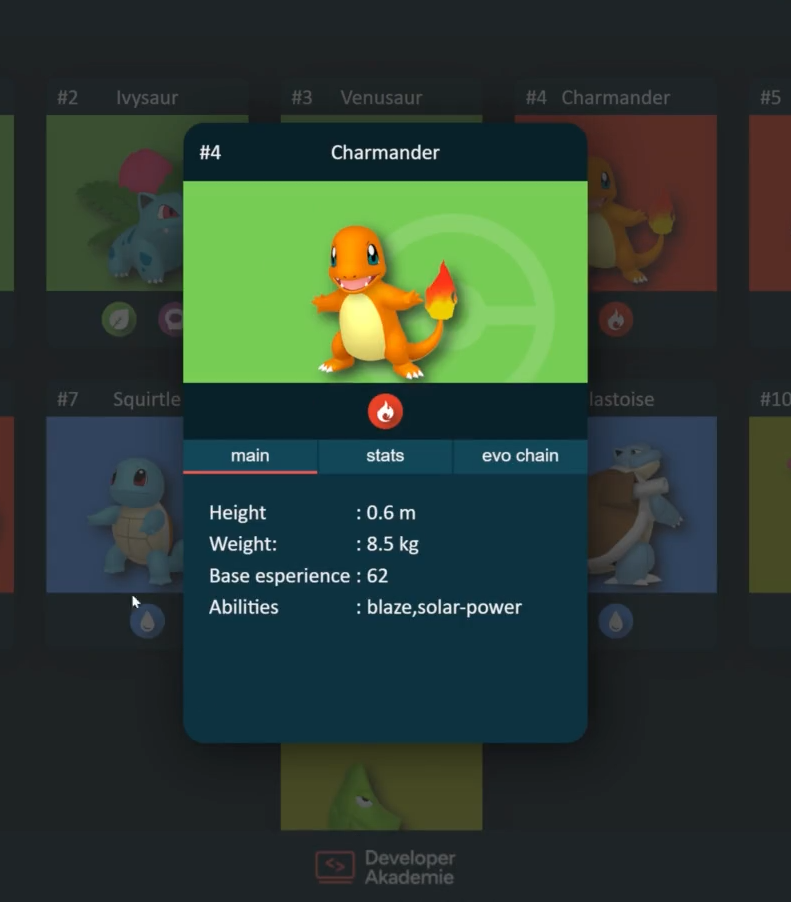 #2 Ivysaur
#3 Venusaur
#4 Charmander
#5
#4 Charmander
main stats evo chain
Height : 0.6 m
Weight: : 8.5 kg
Base esperience : 62
Abilities : blaze,solar-power
#7 Squirtle
lastoise
#10
Developer
Akademie